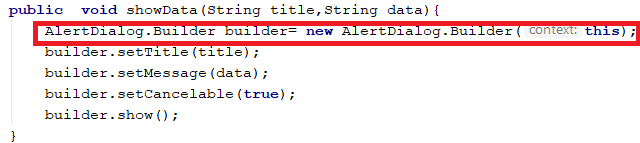 public  void showData(String title,String data){
AlertDialog.Builder builder= new AlertDialog.Builder( context: this);
builder.setTitle(title);
builder.setMessage(data);
builder.setCancelable(true);
builder.show();
}